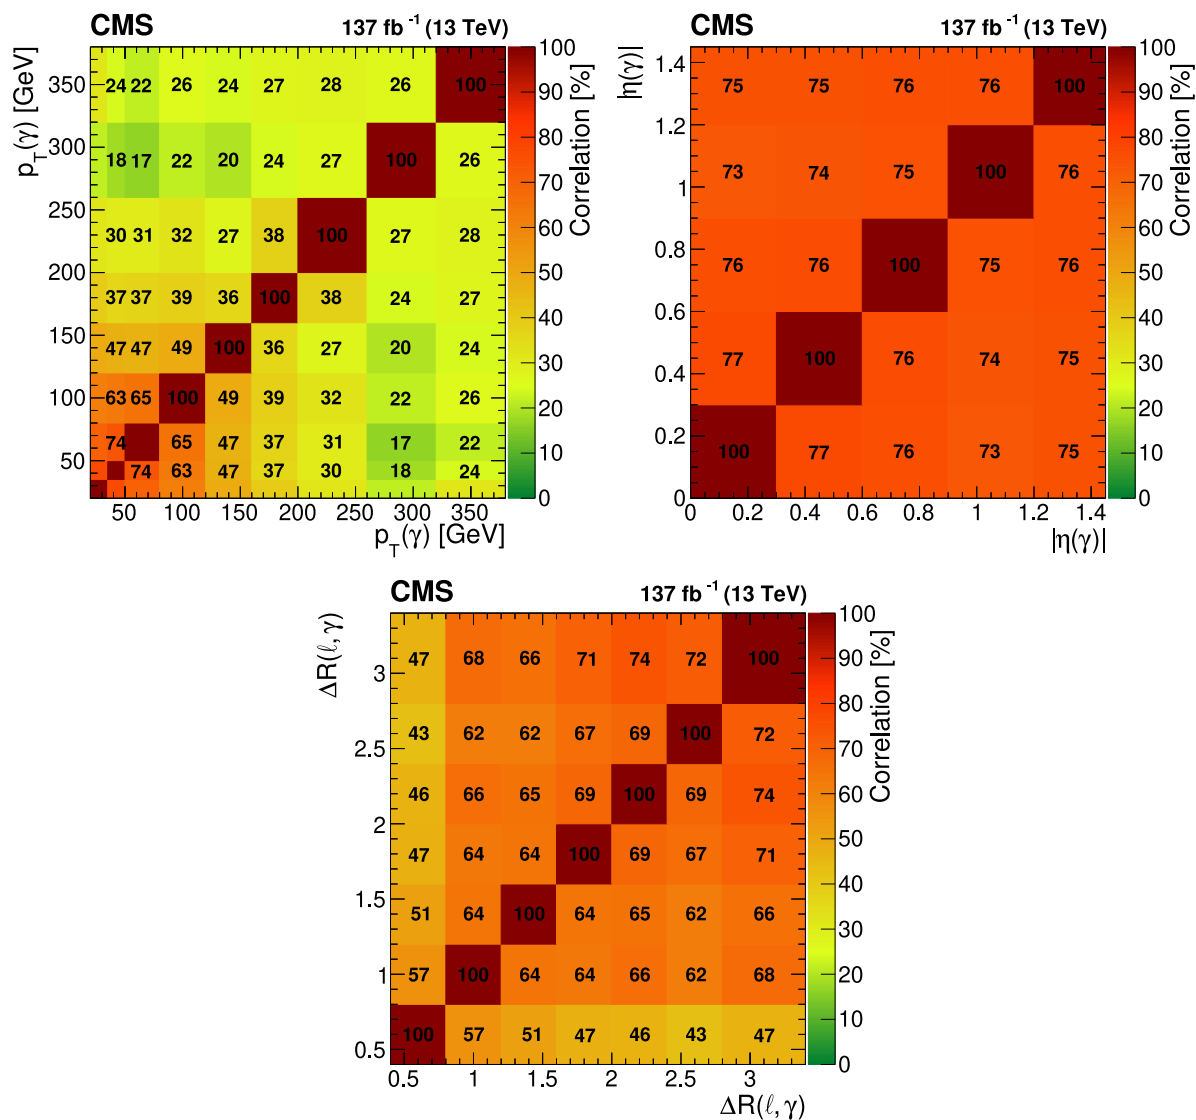 CMS 137 fb⁻¹ (13 TeV)
p_T(γ) [GeV]
350 24 22 26 24 27 28 26 100
300 18 17 22 20 24 27 100 26
250
30 31 32 27 38 100 27 28
200
37 37 39 36 100 38 24 27
150
47 47 49 100 36 27 20 24
100 63 65 100 49 39 32 22 26
74 65 47 37 31 17 22
50
74 63 47 37 30 18 24
50 100 150 200 250 300 350
p_T(γ) [GeV]
100
90
80
70
60
50
40
30
20
10
0
Correlation [%]
CMS 137 fb⁻¹ (13 TeV)
|η(γ)|
1.4
75 75 76 76 100
1.2
73 74 75 100 76
1
0.8
76 76 100 75 76
0.6
77 100 76 74 75
0.4
0.2
100 77 76 73 75
0
0 0.2 0.4 0.6 0.8 1 1.2 1.4
|η(γ)|
100
90
80
70
60
50
40
30
20
10
0
Correlation [%]
CMS 137 fb⁻¹ (13 TeV)
ΔR(ℓ, γ)
47 68 66 71 74 72 100
3
43 62 62 67 69 100 72
2.5
46 66 65 69 100 69 74
2
47 64 64 100 69 67 71
1.5
51 64 100 64 65 62 66
1 57 100 64 64 66 62 68
100 57 51 47 46 43 47
0.5
0.5 1 1.5 2 2.5 3
ΔR(ℓ, γ)
100
90
80
70
60
50
40
30
20
10
0
Correlation [%]